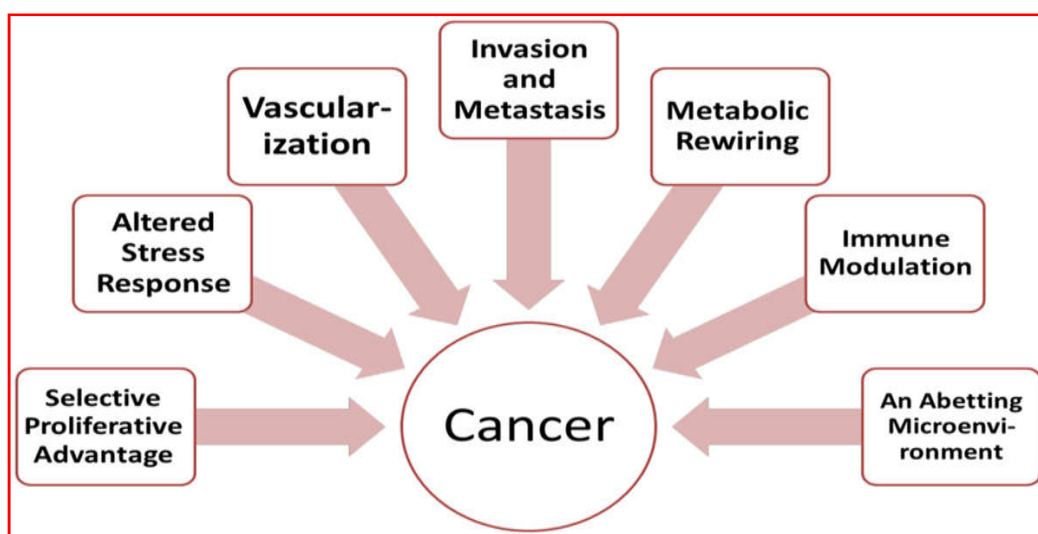 Invasion
and
Metastasis
Vascular-
ization
Metabolic
Rewiring
Altered
Stress
Response
Immune
Modulation
Selective
Proliferative
Advantage
Cancer
An Abetting
Microenvi-
ronment